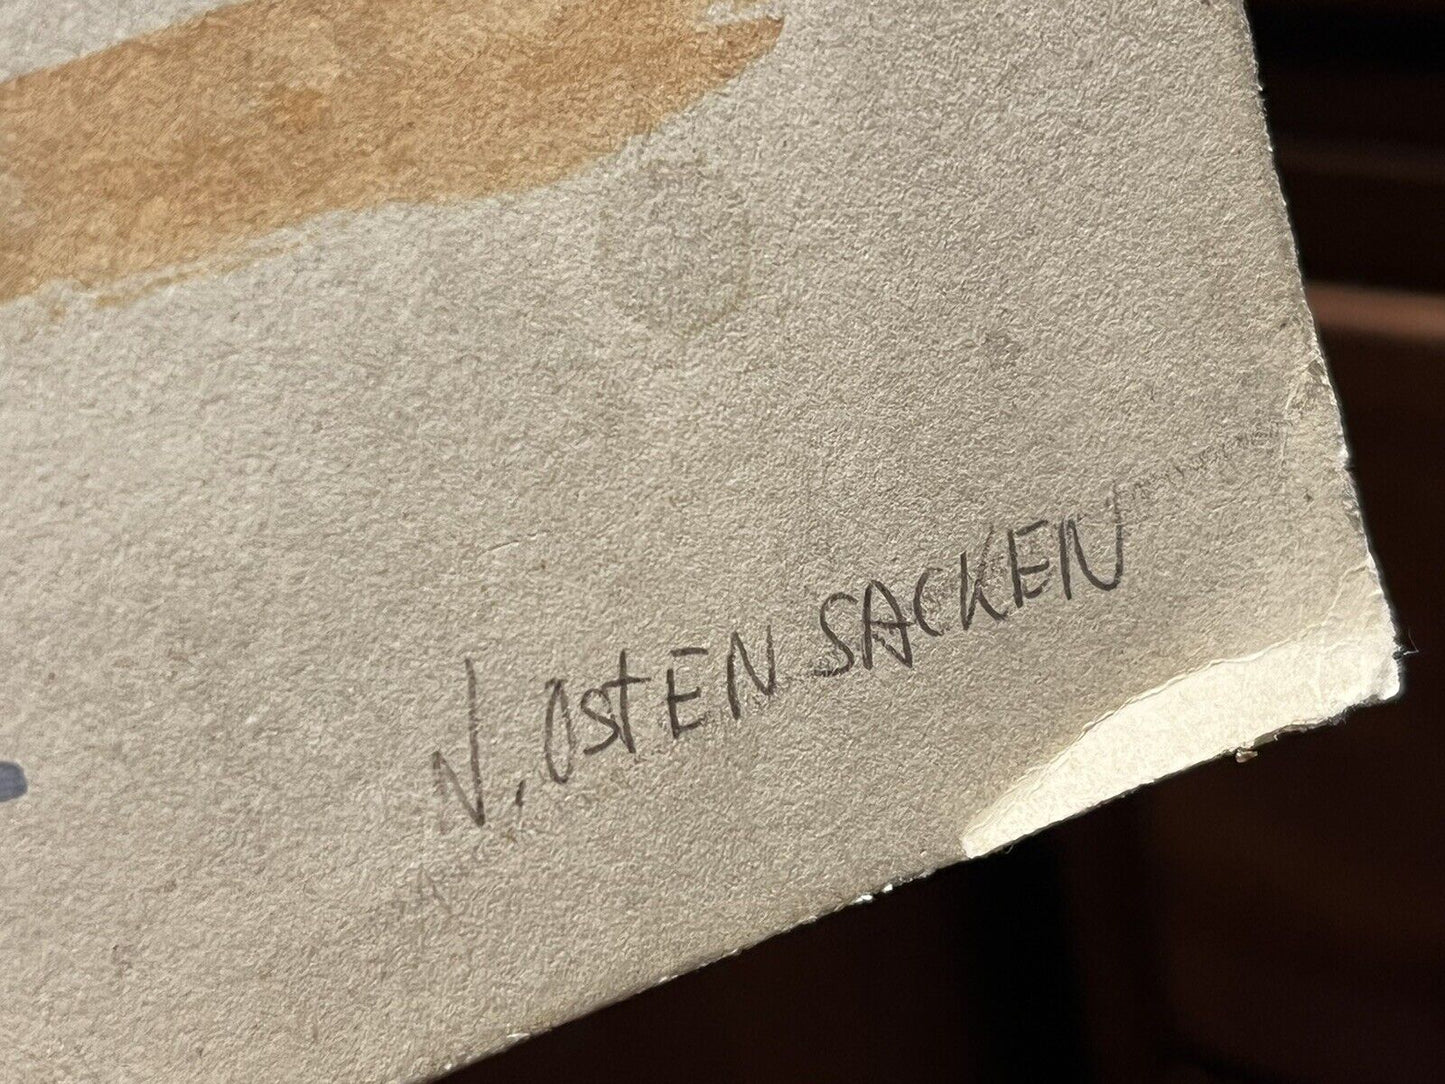 N. OstEN SACKEN